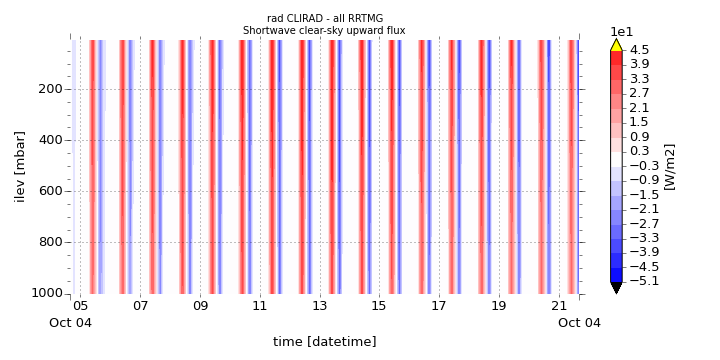 rad CLIRAD - all RRTMG
Shortwave clear-sky upward flux
1e1
4.5
3.9
3.3
2.7
2.1
1.5
0.9
0.3
−0.3
−0.9
−1.5
−2.1
−2.7
−3.3
−3.9
−4.5
−5.1
[W/m2]
ilev [mbar]
200
400
600
800
1000
05 07 09 11 13 15 17 19 21
Oct 04 Oct 04
time [datetime]